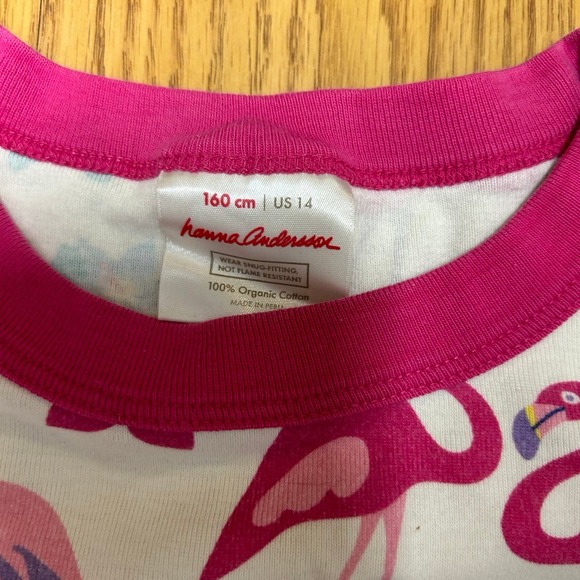 160 cm | US 14
hanna andersson
WEAR SNUG-FITTING,
NOT FLAME RESISTANT
100% Organic Cotton
MADE IN PERU